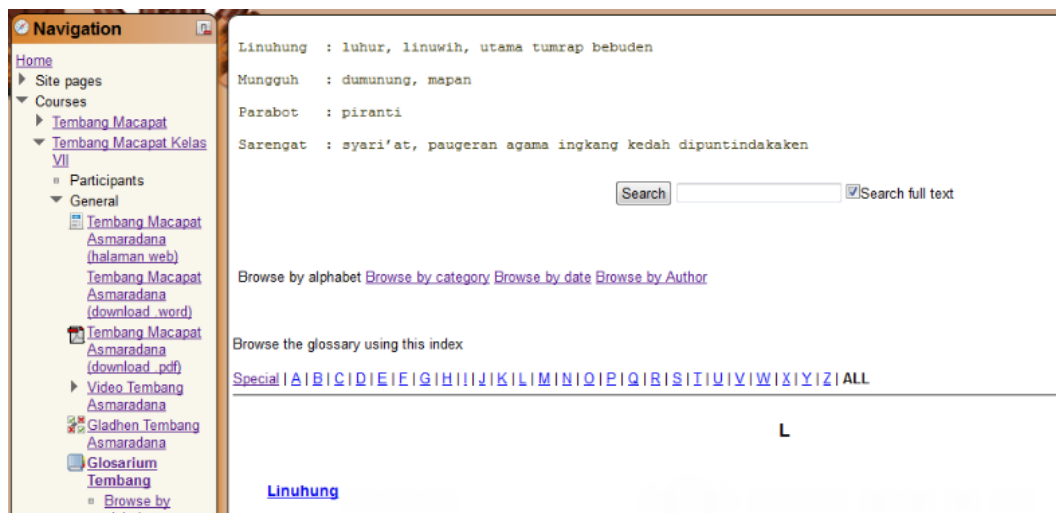 Navigation
Home
Site pages
Courses
Tembang Macapat
Tembang Macapat Kelas
VII
Participants
General
Tembang Macapat
Asmaradana
(halaman web)
Tembang Macapat
Asmaradana
(download .word)
Tembang Macapat
Asmaradana
(download .pdf)
Video Tembang
Asmaradana
Gladhen Tembang
Asmaradana
Glosarium
Tembang
Browse by
Linuhung : luhur, linuwih, utama tumrap bebuden
Mungguh : dumunung, mapan
Parabot : piranti
Sarengat : syari'at, paugeran agama ingkang kedah dipuntindakaken
Search Search full text
Browse by alphabet Browse by category Browse by date Browse by Author
Browse the glossary using this index
Special | A | B | C | D | E | F | G | H | I | J | K | L | M | N | O | P | Q | R | S | T | U | V | W | X | Y | Z | ALL
L
Linuhung